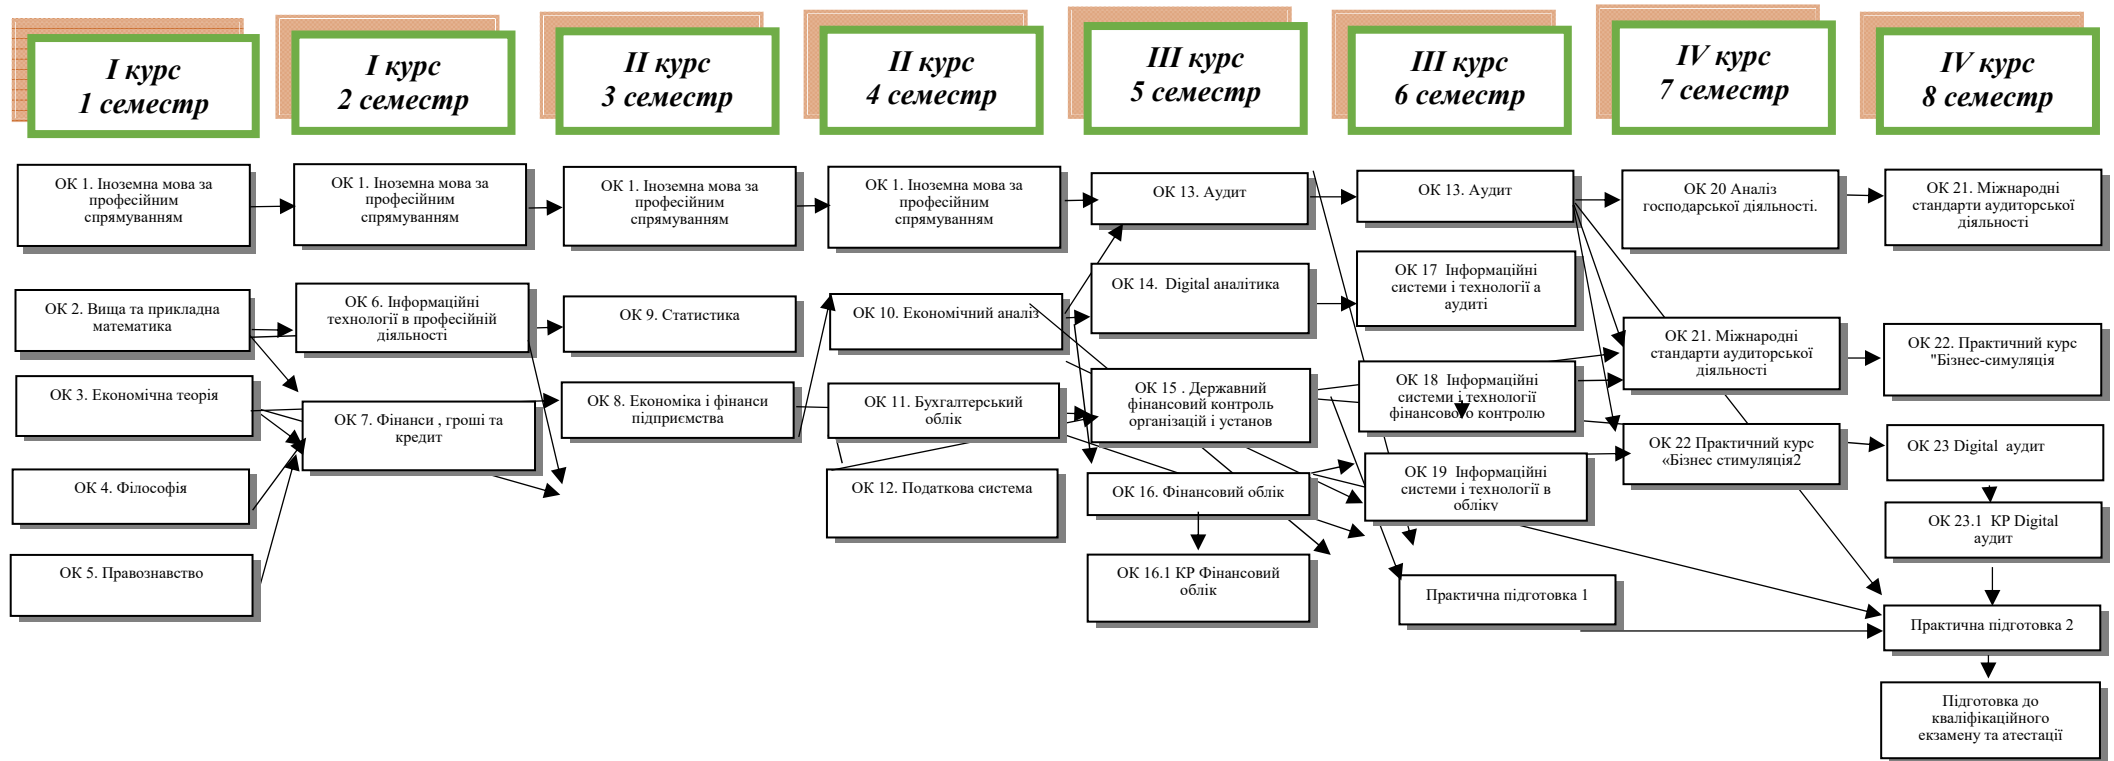 I курс
1 семестр
I курс
2 семестр
II курс
3 семестр
II курс
4 семестр
III курс
5 семестр
III курс
6 семестр
IV курс
7 семестр
IV курс
8 семестр
ОК 1. Іноземна мова за
професійним
спрямуванням
ОК 2. Вища та прикладна
математика
ОК 3. Економічна теорія
ОК 4. Філософія
ОК 5. Правознавство
ОК 1. Іноземна мова за
професійним
спрямуванням
ОК 6. Інформаційні
технології в професійній
діяльності
ОК 7. Фінанси , гроші та
кредит
ОК 1. Іноземна мова за
професійним
спрямуванням
ОК 9. Статистика
ОК 8. Економіка і фінанси
підприємства
ОК 1. Іноземна мова за
професійним
спрямуванням
ОК 10. Економічний аналіз
ОК 11. Бухгалтерський
облік
ОК 12. Податкова система
ОК 13. Аудит
ОК 14. Digital аналітика
ОК 15 . Державний
фінансовий контроль
організацій і установ
ОК 16. Фінансовий облік
ОК 16.1 КР Фінансовий
облік
ОК 13. Аудит
ОК 17 Інформаційні
системи і технології а
аудиті
ОК 18 Інформаційні
системи і технології
фінансового контролю
ОК 19 Інформаційні
системи і технології в
обліку
Практична підготовка 1
ОК 20 Аналіз
господарської діяльності.
ОК 21. Міжнародні
стандарти аудиторської
діяльності
ОК 22 Практичний курс
«Бізнес стимуляція2
ОК 21. Міжнародні
стандарти аудиторської
діяльності
ОК 22. Практичний курс
"Бізнес-симуляція
ОК 23 Digital аудит
ОК 23.1 КР Digital
аудит
Практична підготовка 2
Підготовка до
кваліфікаційного
екзамену та атестації